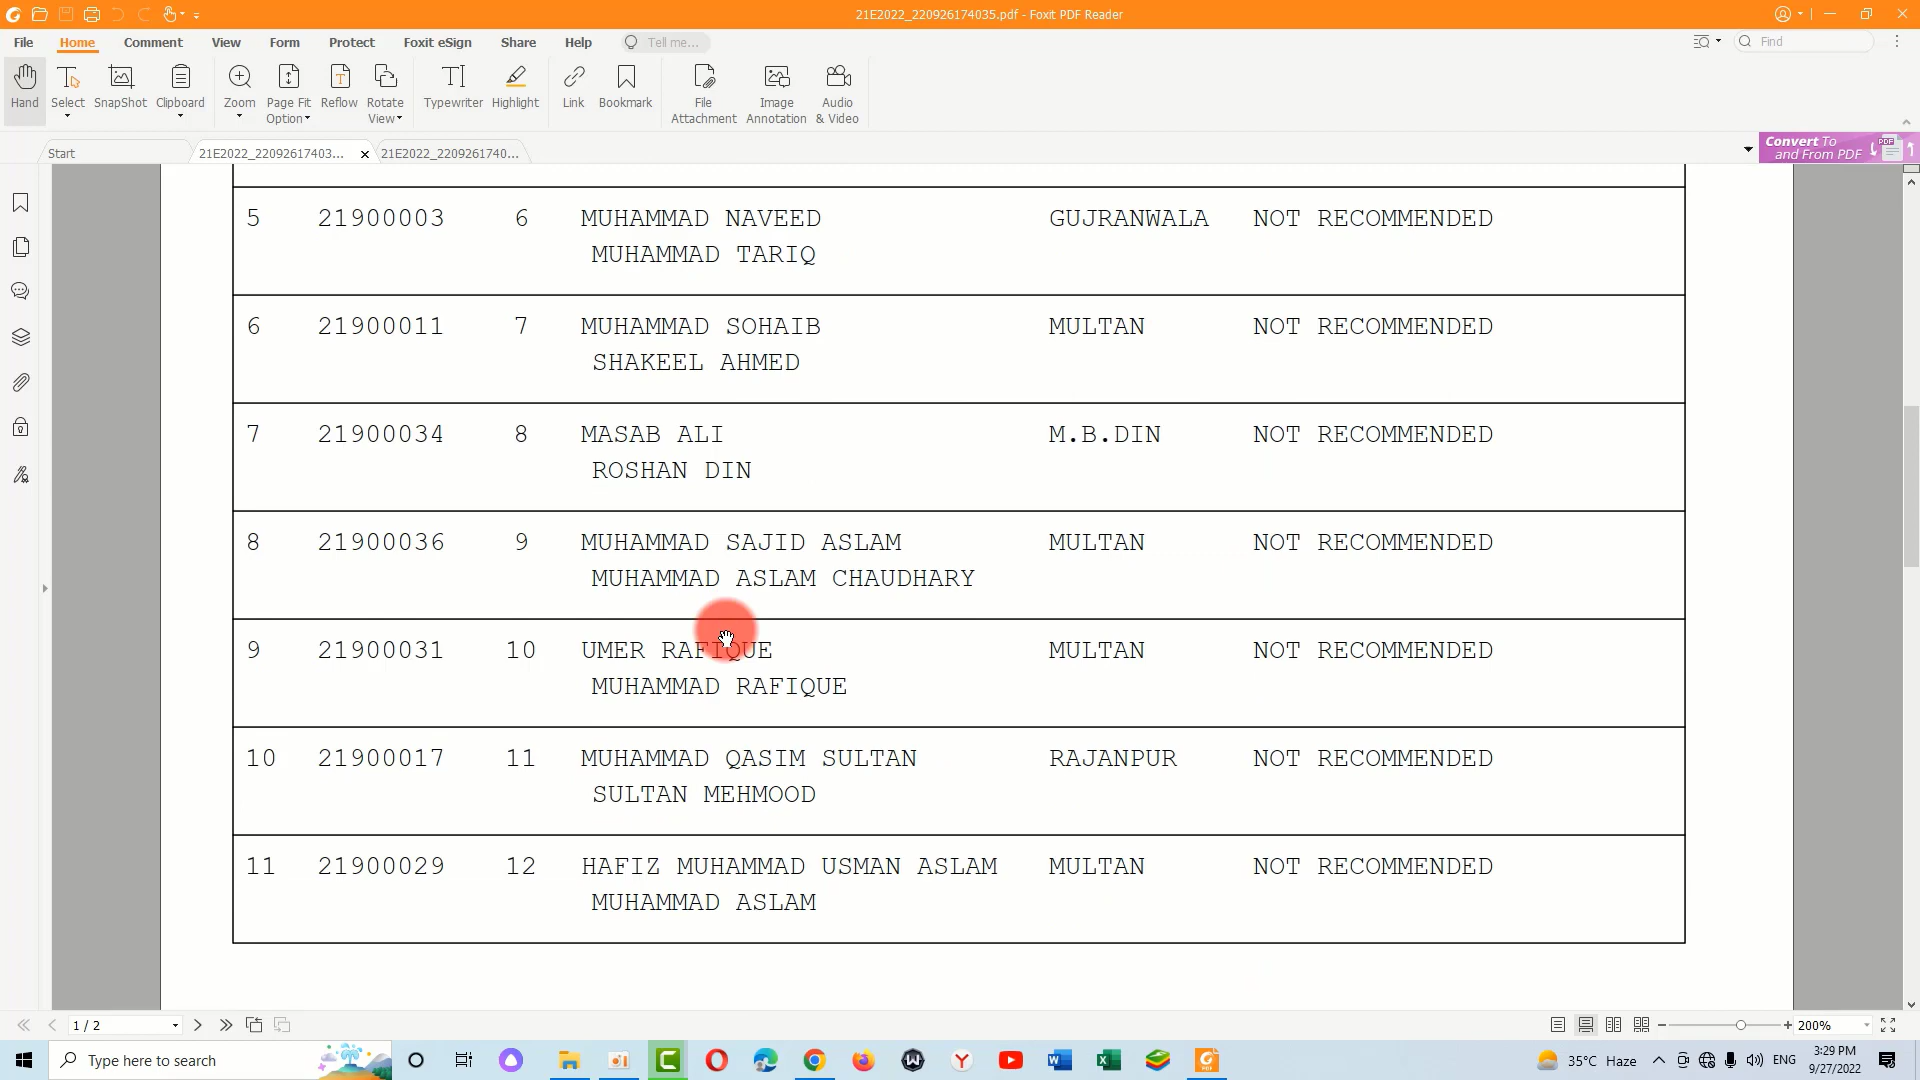 21E2022_220926174035.pdf - Foxit PDF Reader
File Home Comment View Form Protect Foxit eSign Share Help Tell me... Find
Hand Select SnapShot Clipboard Zoom Page Fit Option Reflow Rotate View Typewriter Highlight Link Bookmark File Attachment Image Annotation Audio & Video
Start 21E2022_22092617403... 21E2022_2209261740...
Convert To
and From PDF
PDF
5 21900003 6 MUHAMMAD NAVEED GUJRANWALA NOT RECOMMENDED
MUHAMMAD TARIQ
6 21900011 7 MUHAMMAD SOHAIB MULTAN NOT RECOMMENDED
SHAKEEL AHMED
7 21900034 8 MASAB ALI M.B.DIN NOT RECOMMENDED
ROSHAN DIN
8 21900036 9 MUHAMMAD SAJID ASLAM MULTAN NOT RECOMMENDED
MUHAMMAD ASLAM CHAUDHARY
9 21900031 10 UMER RAFIQUE MULTAN NOT RECOMMENDED
MUHAMMAD RAFIQUE
10 21900017 11 MUHAMMAD QASIM SULTAN RAJANPUR NOT RECOMMENDED
SULTAN MEHMOOD
11 21900029 12 HAFIZ MUHAMMAD USMAN ASLAM MULTAN NOT RECOMMENDED
MUHAMMAD ASLAM
1 / 2 200%
Type here to search 35°C Haze ENG 3:29 PM
9/27/2022